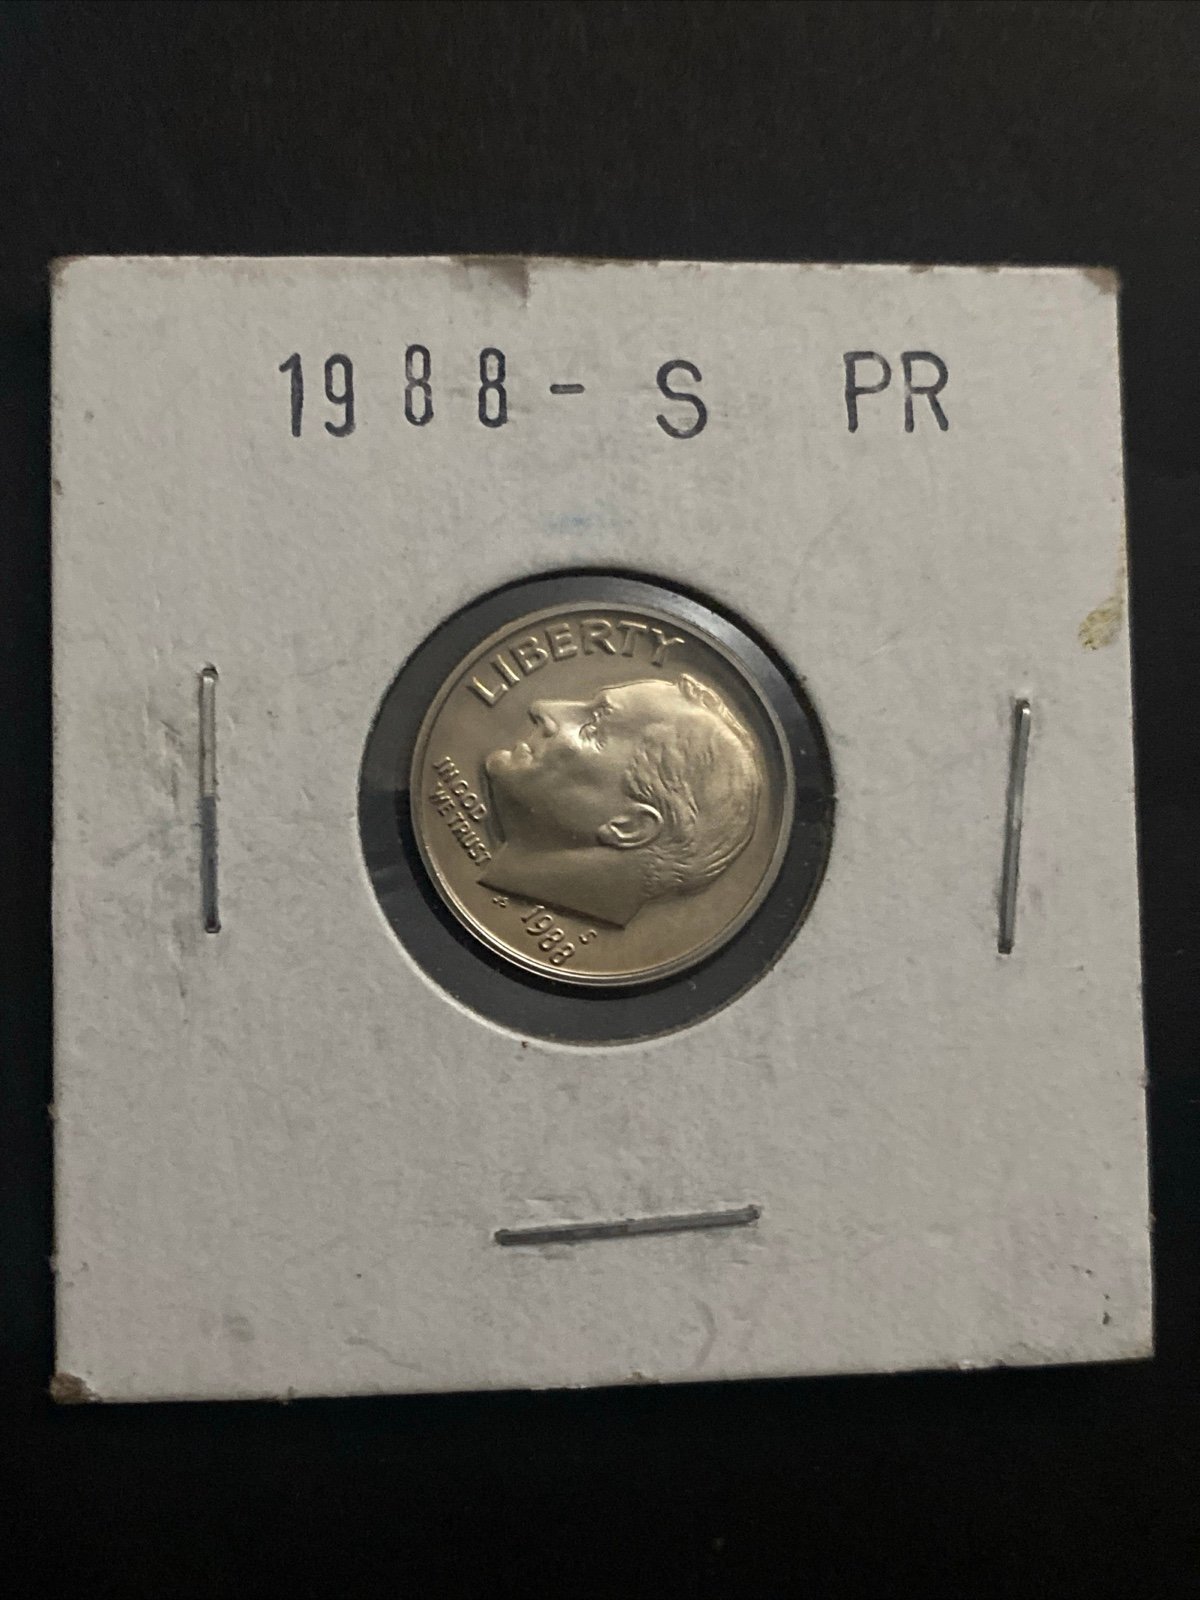 1988-S PR
LIBERTY
IN GOD
WE TRUST
1988
S